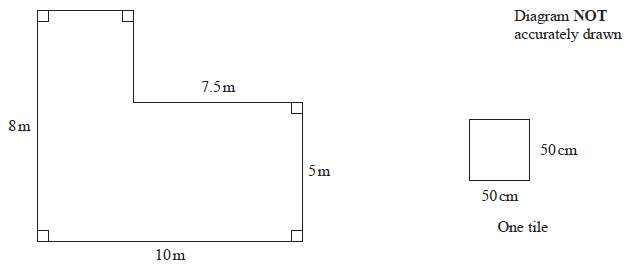 Diagram NOT
accurately drawn
7.5 m
8 m
50 cm
5 m
50 cm
One tile
10 m